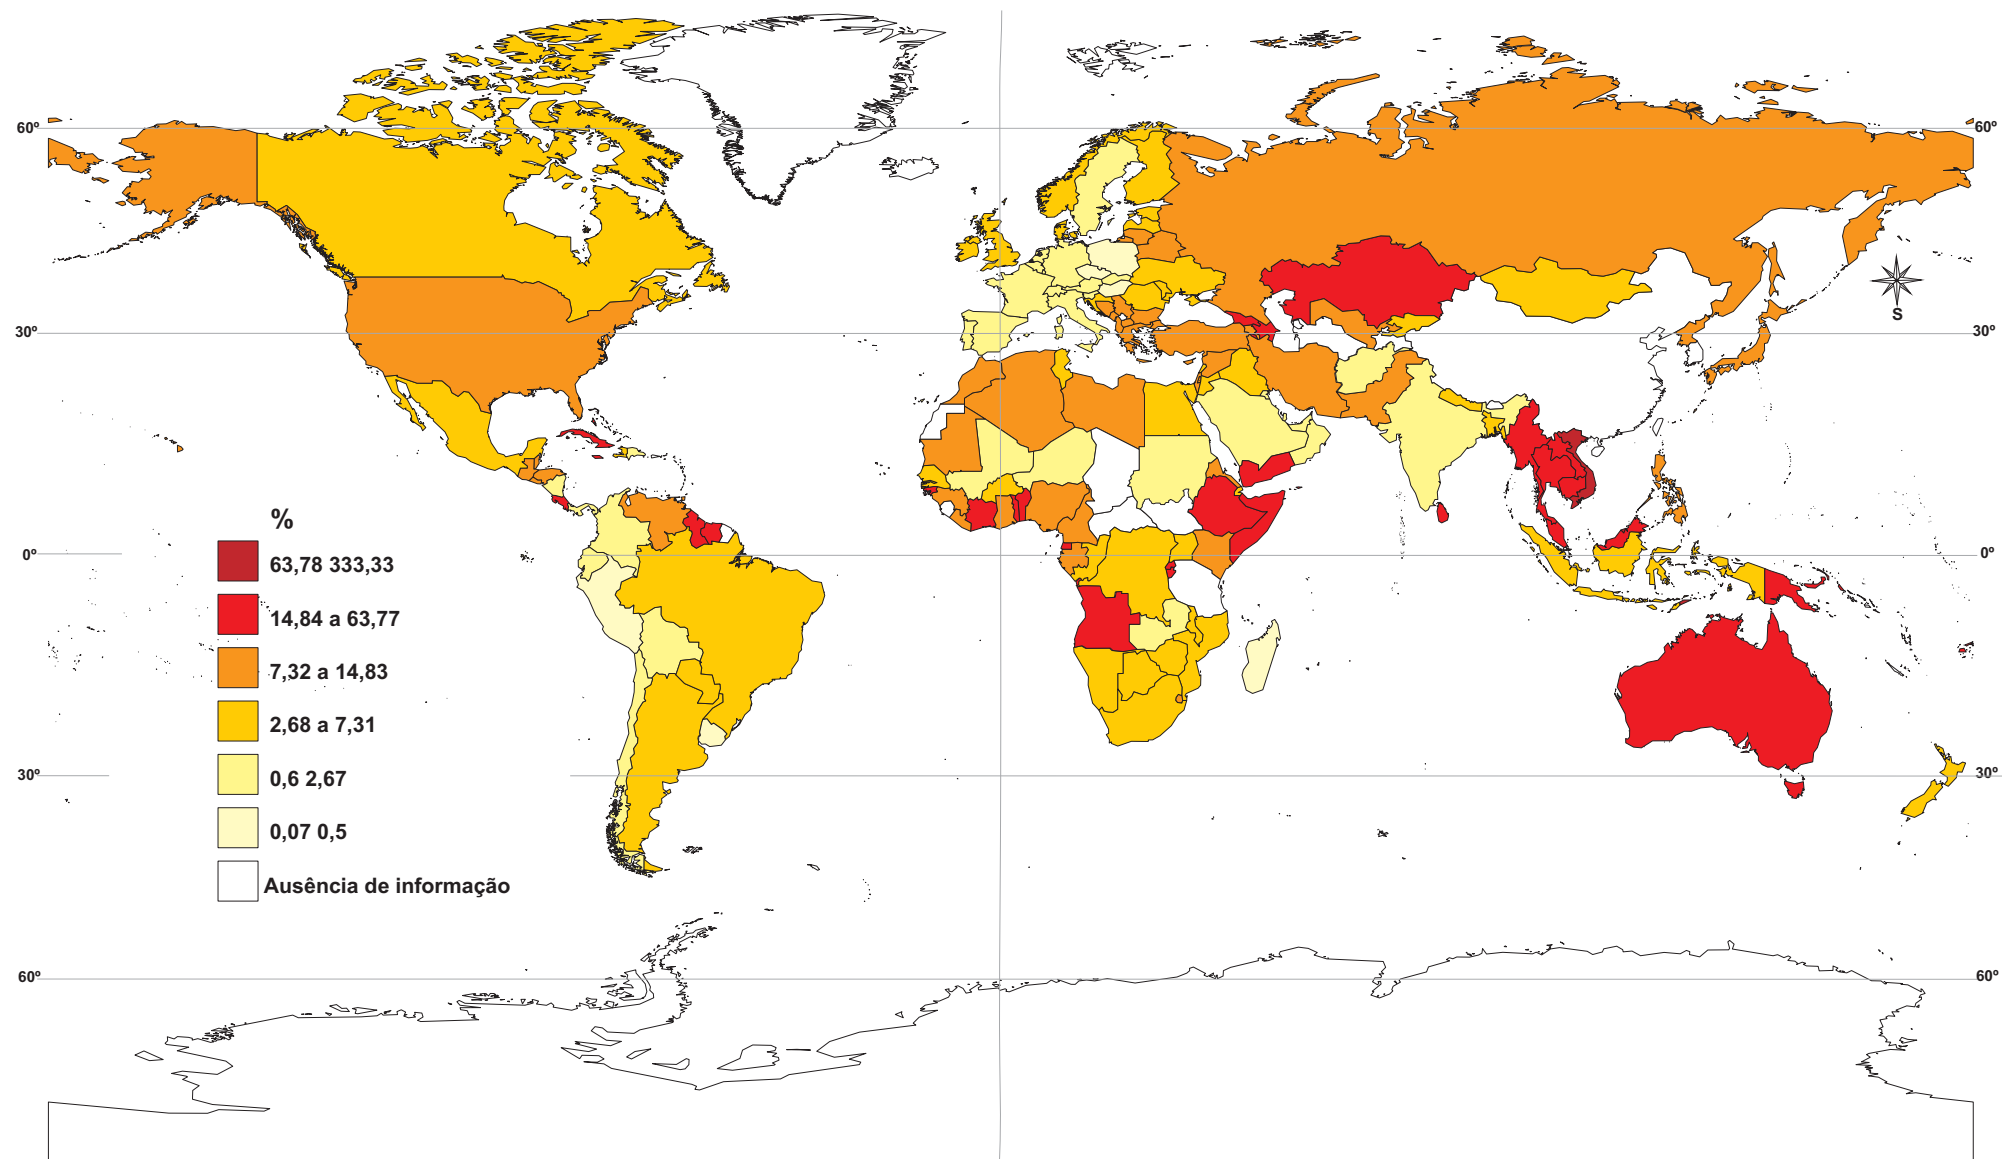 60º
60º
30º
30º
S
0º
0º
30º
30º
60º
60º
%
63,78 333,33
14,84 a 63,77
7,32 a 14,83
2,68 a 7,31
0,6 2,67
0,07 0,5
Ausência de informação